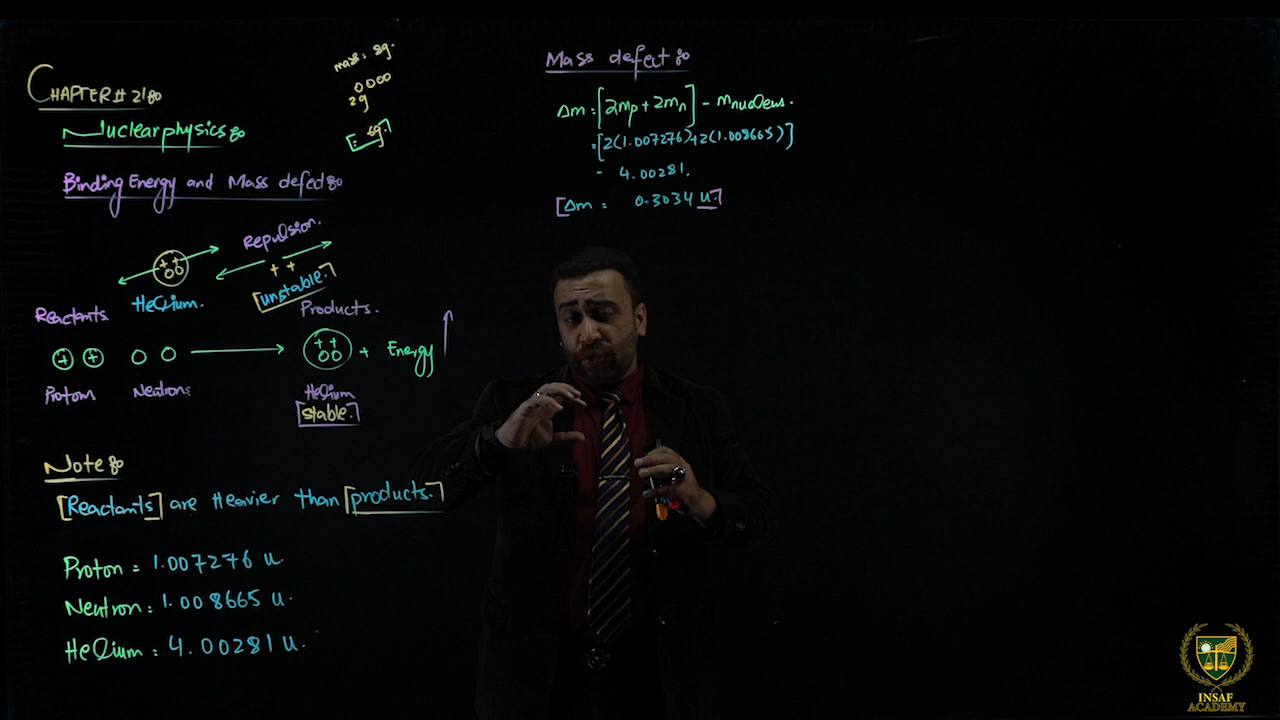 CHAPTER # 21:
Nuclear physics:
Binding Energy and Mass defect:
mass: 8g.
0000
2g
[= 8g.]
Repulsion.
++
[unstable.]
++
00
Helium.
Reactants.
Products.
+ + 0 0 → ++ 00 + Energy
Protons
Neutrons
Helium
[stable.]
Note:
[Reactants] are Heavier than [products.]
Proton = 1.007276 u.
Neutron = 1.008665 u.
Helium = 4.00281 u.
Mass defect:
Δm = [2mp + 2mn] - Mnucleus.
= [2(1.007276)+2(1.008665)]
- 4.00281.
[Δm = 0.3034 u.]
INSAF
ACADEMY